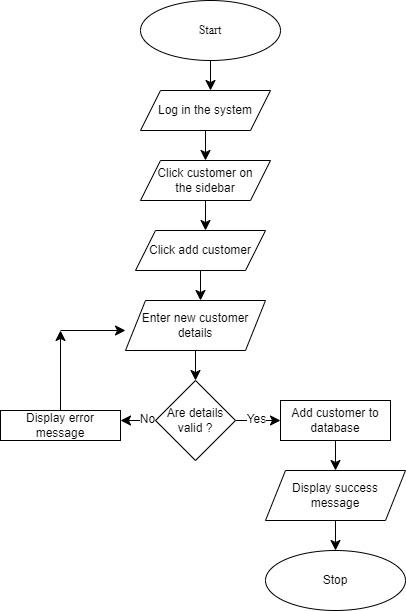 Start
Log in the system
Click customer on
the sidebar
Click add customer
Enter new customer
details
Are details
valid ?
No
Yes
Display error
message
Add customer to
database
Display success
message
Stop